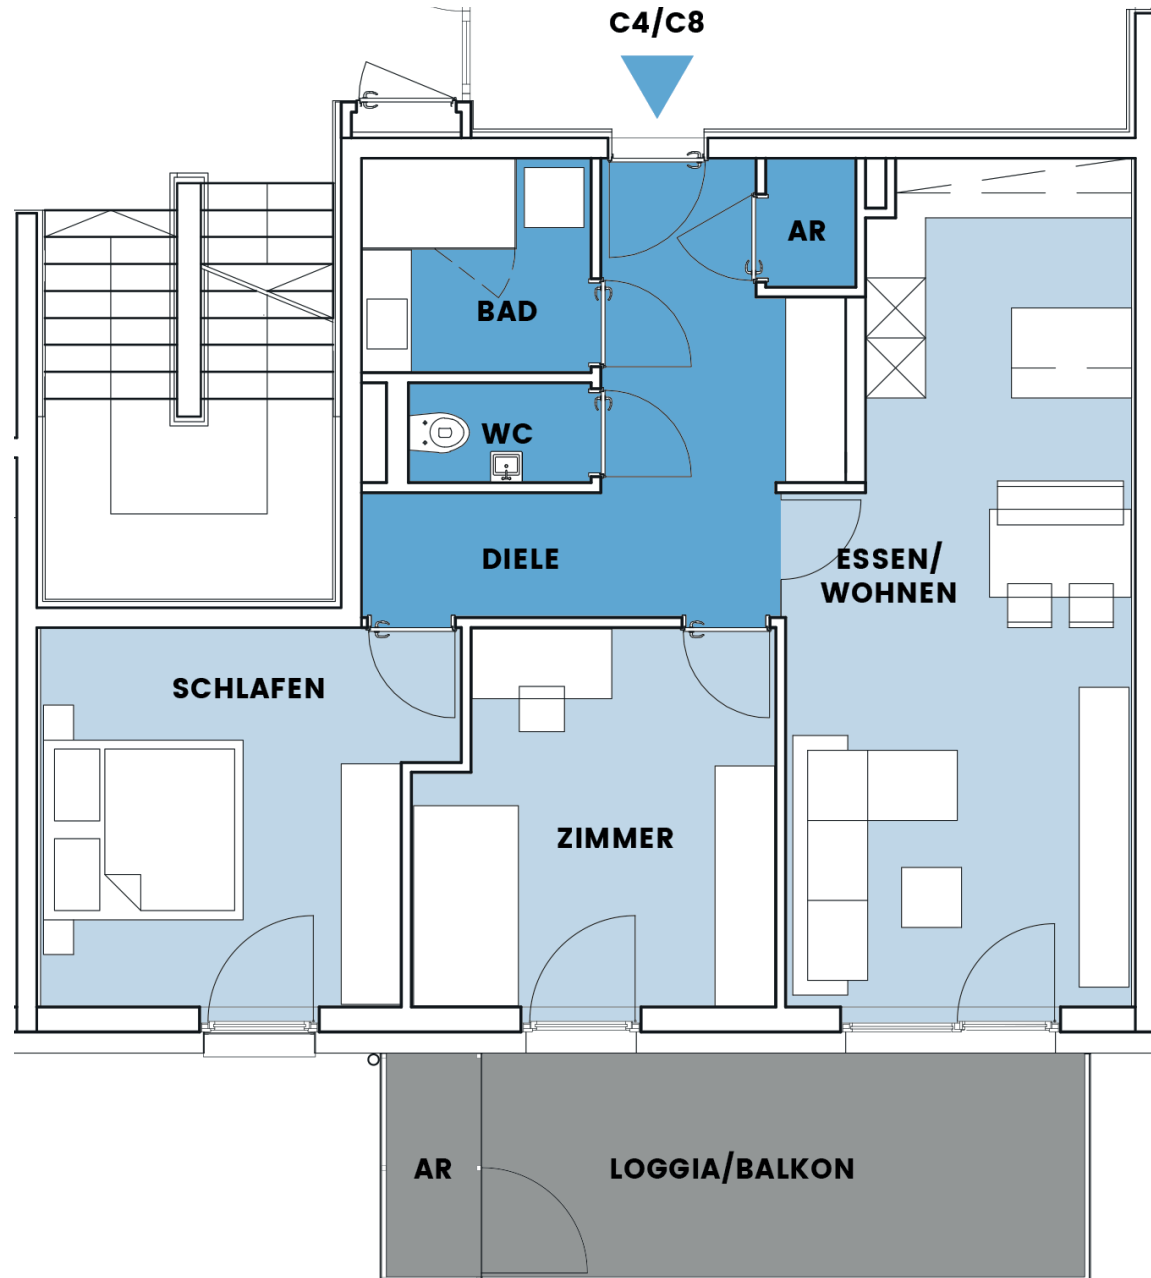 C4/C8
AR
BAD
WC
DIELE
ESSEN/
WOHNEN
SCHLAFEN
ZIMMER
AR
LOGGIA/BALKON